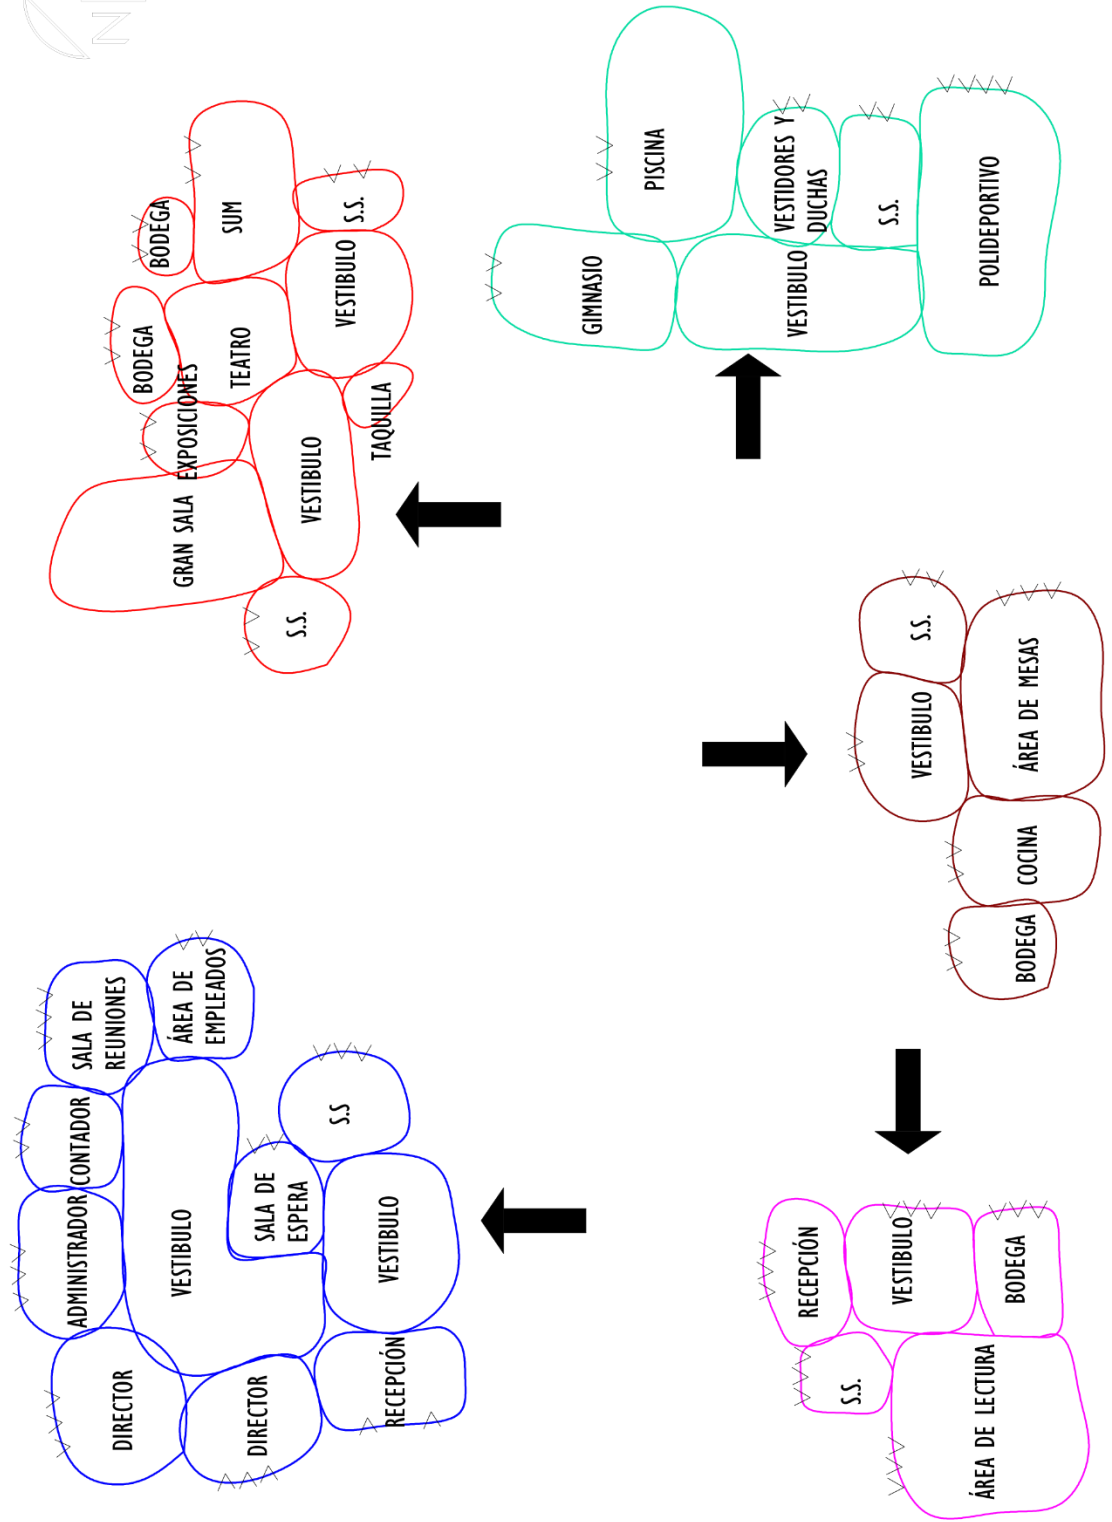 DIRECTOR
ADMINISTRADOR
CONTADOR
SALA DE
REUNIONES
ÁREA DE
EMPLEADOS
VESTIBULO
DIRECTOR
SALA DE
ESPERA
S.S
RECEPCIÓN
VESTIBULO
GRAN SALA EXPOSICIONES
BODEGA
BODEGA
TEATRO
SUM
S.S.
VESTIBULO
VESTIBULO
S.S.
TAQUILLA
N
GIMNASIO
PISCINA
VESTIBULO
VESTIDORES Y
DUCHAS
S.S.
POLIDEPORTIVO
VESTIBULO
S.S.
BODEGA
COCINA
ÁREA DE MESAS
RECEPCIÓN
S.S.
VESTIBULO
ÁREA DE LECTURA
BODEGA